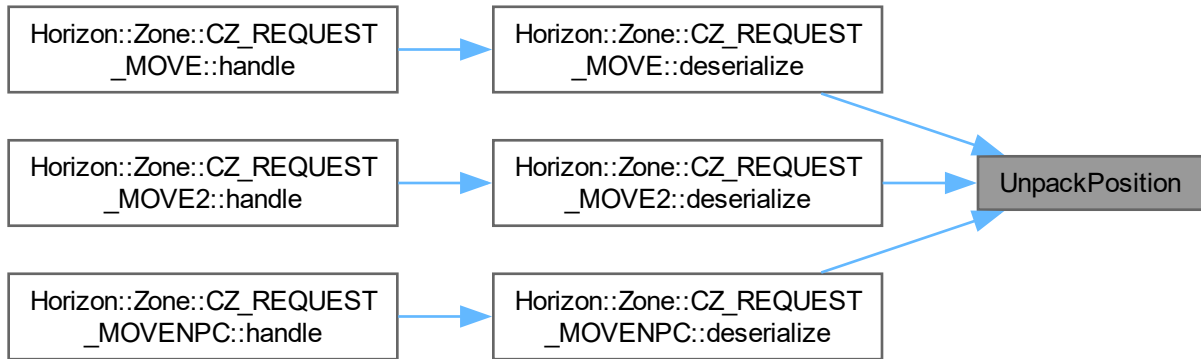 Horizon::Zone::CZ_REQUEST
_MOVE::handle
Horizon::Zone::CZ_REQUEST
_MOVE::deserialize
Horizon::Zone::CZ_REQUEST
_MOVE2::handle
Horizon::Zone::CZ_REQUEST
_MOVE2::deserialize
UnpackPosition
Horizon::Zone::CZ_REQUEST
_MOVENPC::handle
Horizon::Zone::CZ_REQUEST
_MOVENPC::deserialize